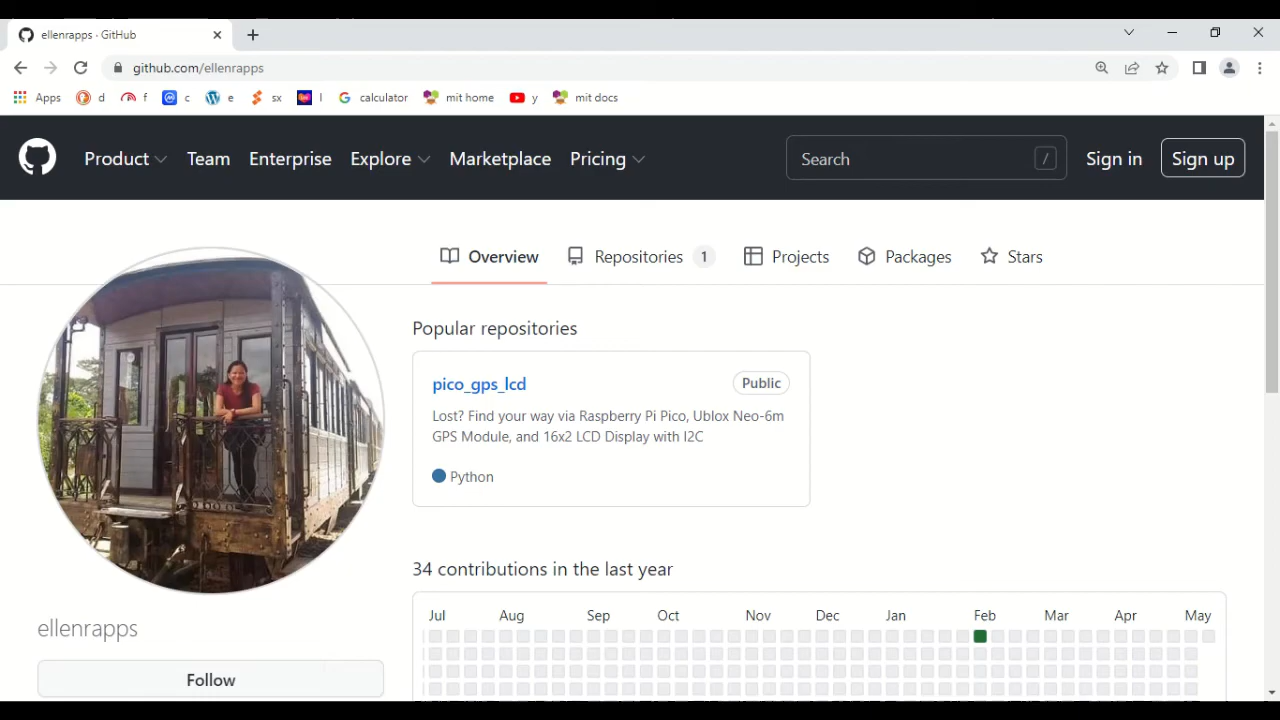 ellenrapps · GitHub
github.com/ellenrapps
Apps d f c e sx l calculator mit home y mit docs
Product Team Enterprise Explore Marketplace Pricing Search / Sign in Sign up
Overview Repositories 1 Projects Packages Stars
Popular repositories
pico_gps_lcd Public
Lost? Find your way via Raspberry Pi Pico, Ublox Neo-6m
GPS Module, and 16x2 LCD Display with I2C
Python
34 contributions in the last year
Jul Aug Sep Oct Nov Dec Jan Feb Mar Apr May
ellenrapps
Follow